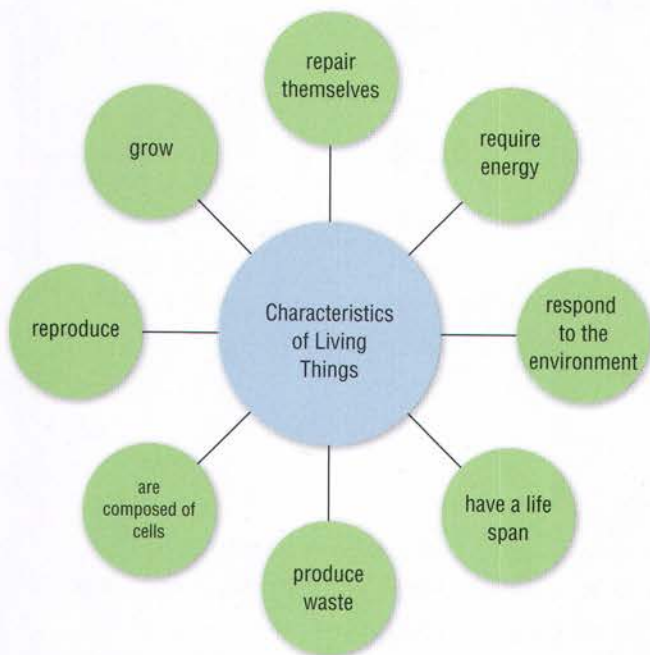 repair
themselves
require
energy
respond
to the
environment
have a life
span
produce
waste
are
composed of
cells
reproduce
grow
Characteristics
of Living
Things